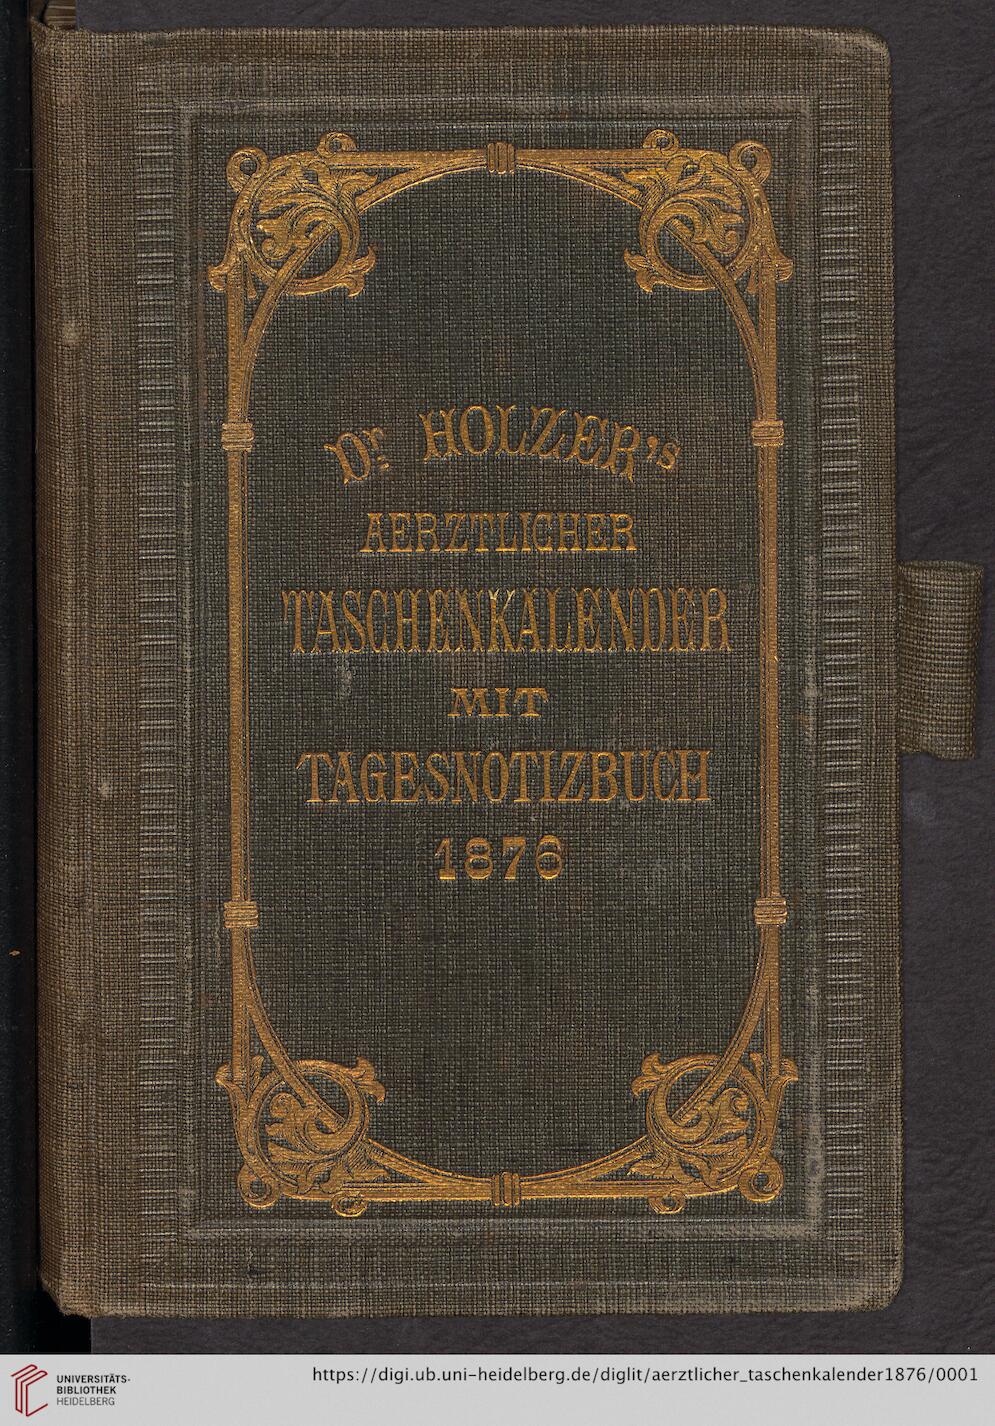 Dr HOLZER's
AERZTLICHER
TASCHENKALENDER
MIT
TAGESNOTIZBUCH
1876
UNIVERSITÄTS-
BIBLIOTHEK
HEIDELBERG
https://digi.ub.uni-heidelberg.de/diglit/aerztlicher_taschenkalender1876/0001